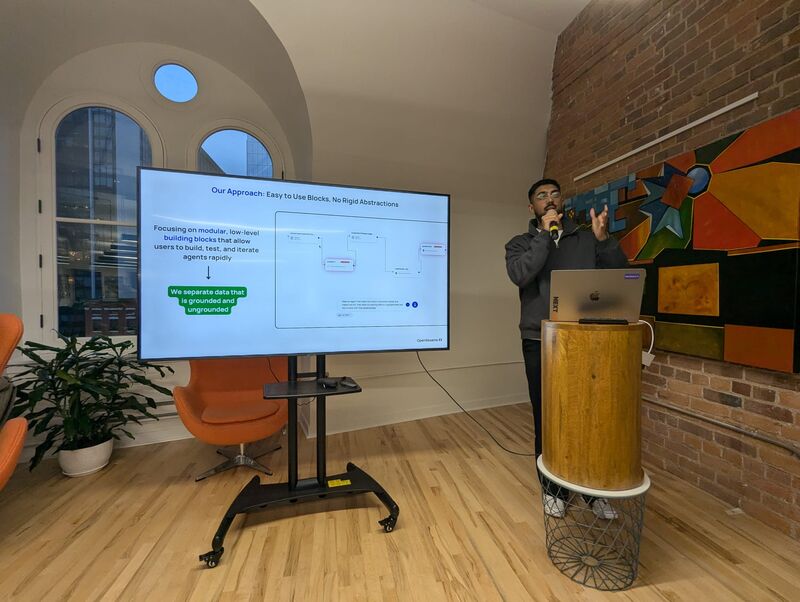 Our Approach: Easy to Use Blocks, No Rigid Abstractions
Focusing on modular, low-level
building blocks that allow
users to build, test, and iterate
agents rapidly
We separate data that
is grounded and
ungrounded
NEXT